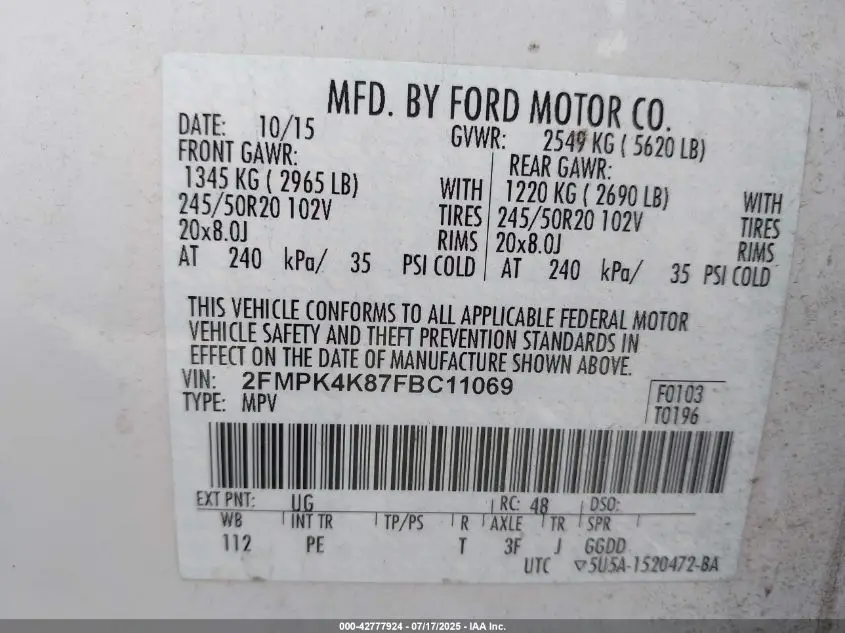 MFD. BY FORD MOTOR CO.
DATE: 10/15 GVWR: 2549 KG ( 5620 LB)
FRONT GAWR: REAR GAWR:
1345 KG ( 2965 LB) WITH 1220 KG ( 2690 LB) WITH
245/50R20 102V TIRES 245/50R20 102V TIRES
20x8.0J RIMS 20x8.0J RIMS
AT 240 kPa/ 35 PSI COLD AT 240 kPa/ 35 PSI COLD
THIS VEHICLE CONFORMS TO ALL APPLICABLE FEDERAL MOTOR
VEHICLE SAFETY AND THEFT PREVENTION STANDARDS IN
EFFECT ON THE DATE OF MANUFACTURE SHOWN ABOVE.
VIN: 2FMPK4K87FBC11069 F0103
TYPE: MPV T0196
EXT PNT: UG RC: 48 DSO:
WB INT TR TP/PS R AXLE TR SPR
112 PE T 3F J GGDD
UTC ▽5U5A-1520472-BA
000-42777924 - 07/17/2025 - IAA Inc.